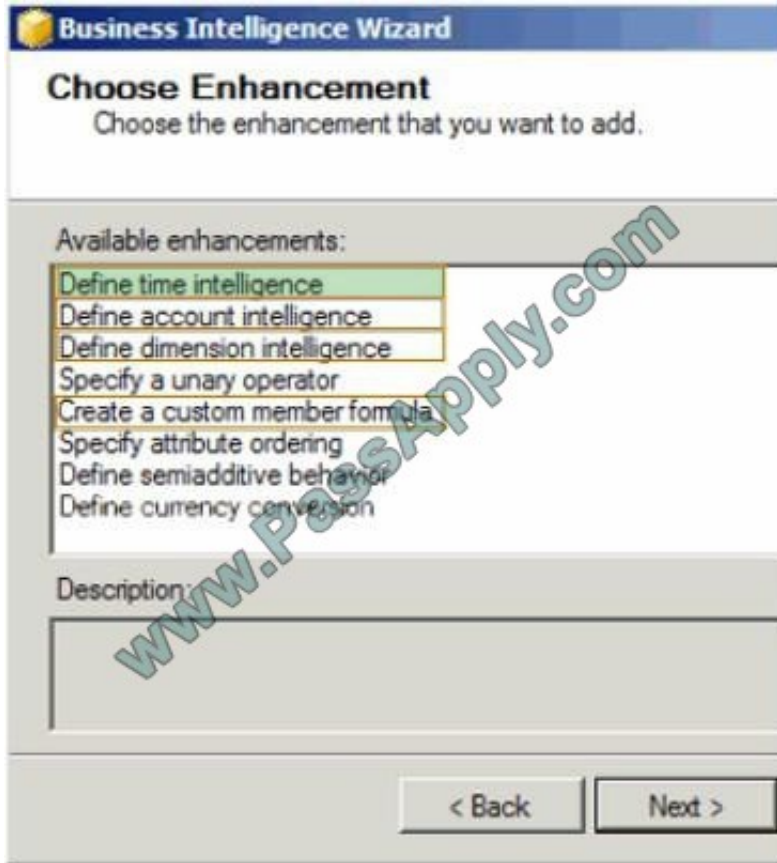 Business Intelligence Wizard
Choose Enhancement
Choose the enhancement that you want to add.
Available enhancements:
Define time intelligence
Define account intelligence
Define dimension intelligence
Specify a unary operator
Create a custom member formula
Specify attribute ordering
Define semiadditive behavior
Define currency conversion
Description:
< Back
Next >
www.PassApply.com